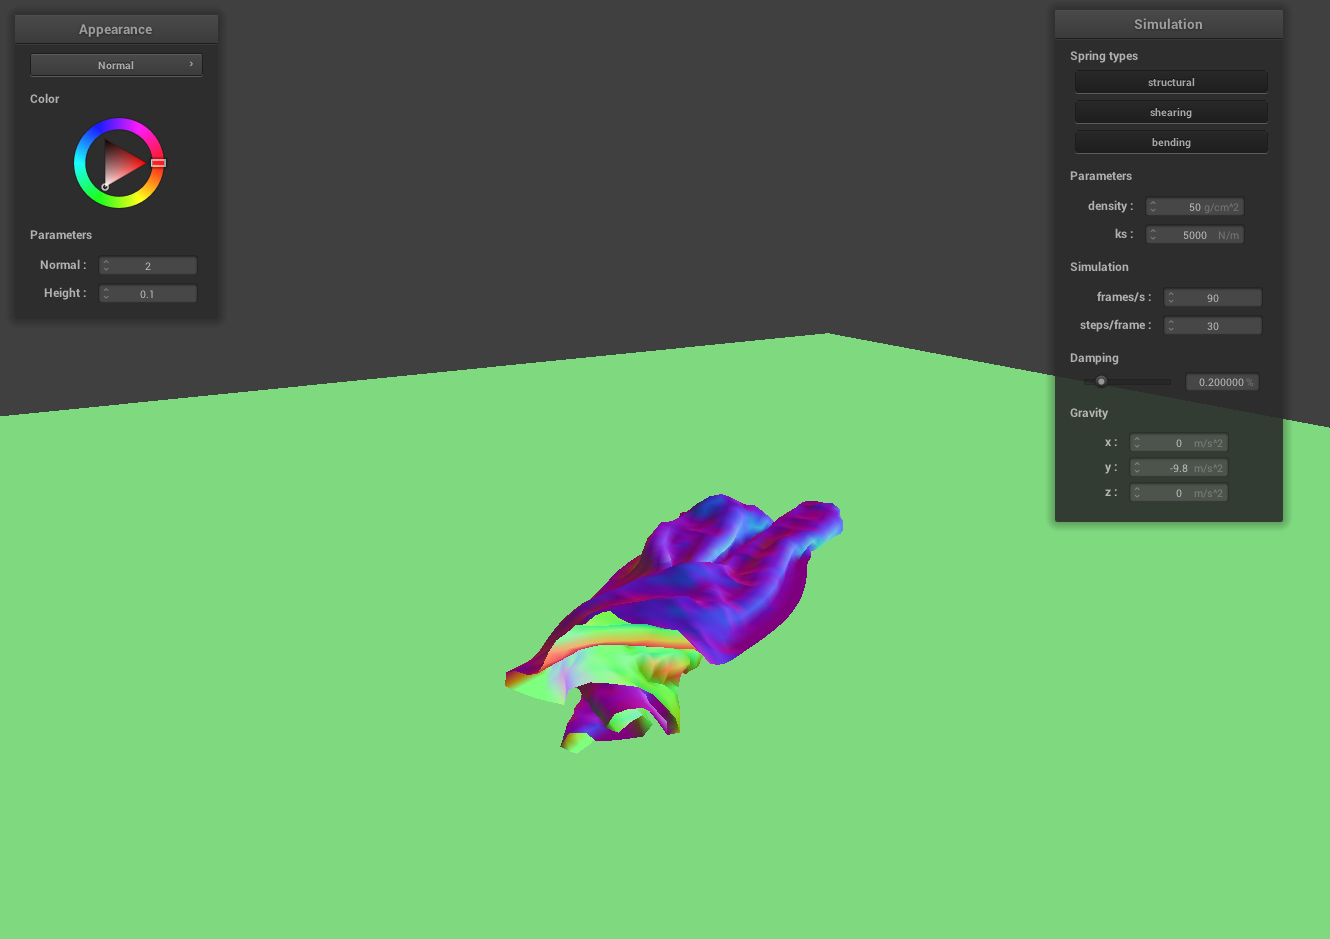 Appearance
Normal
Color
Parameters
Normal : 2
Height : 0.1
Simulation
Spring types
structural
shearing
bending
Parameters
density : 50 g/cm^2
ks : 5000 N/m
Simulation
frames/s : 90
steps/frame : 30
Damping
0.200000 %
Gravity
x : 0 m/s^2
y : -9.8 m/s^2
z : 0 m/s^2